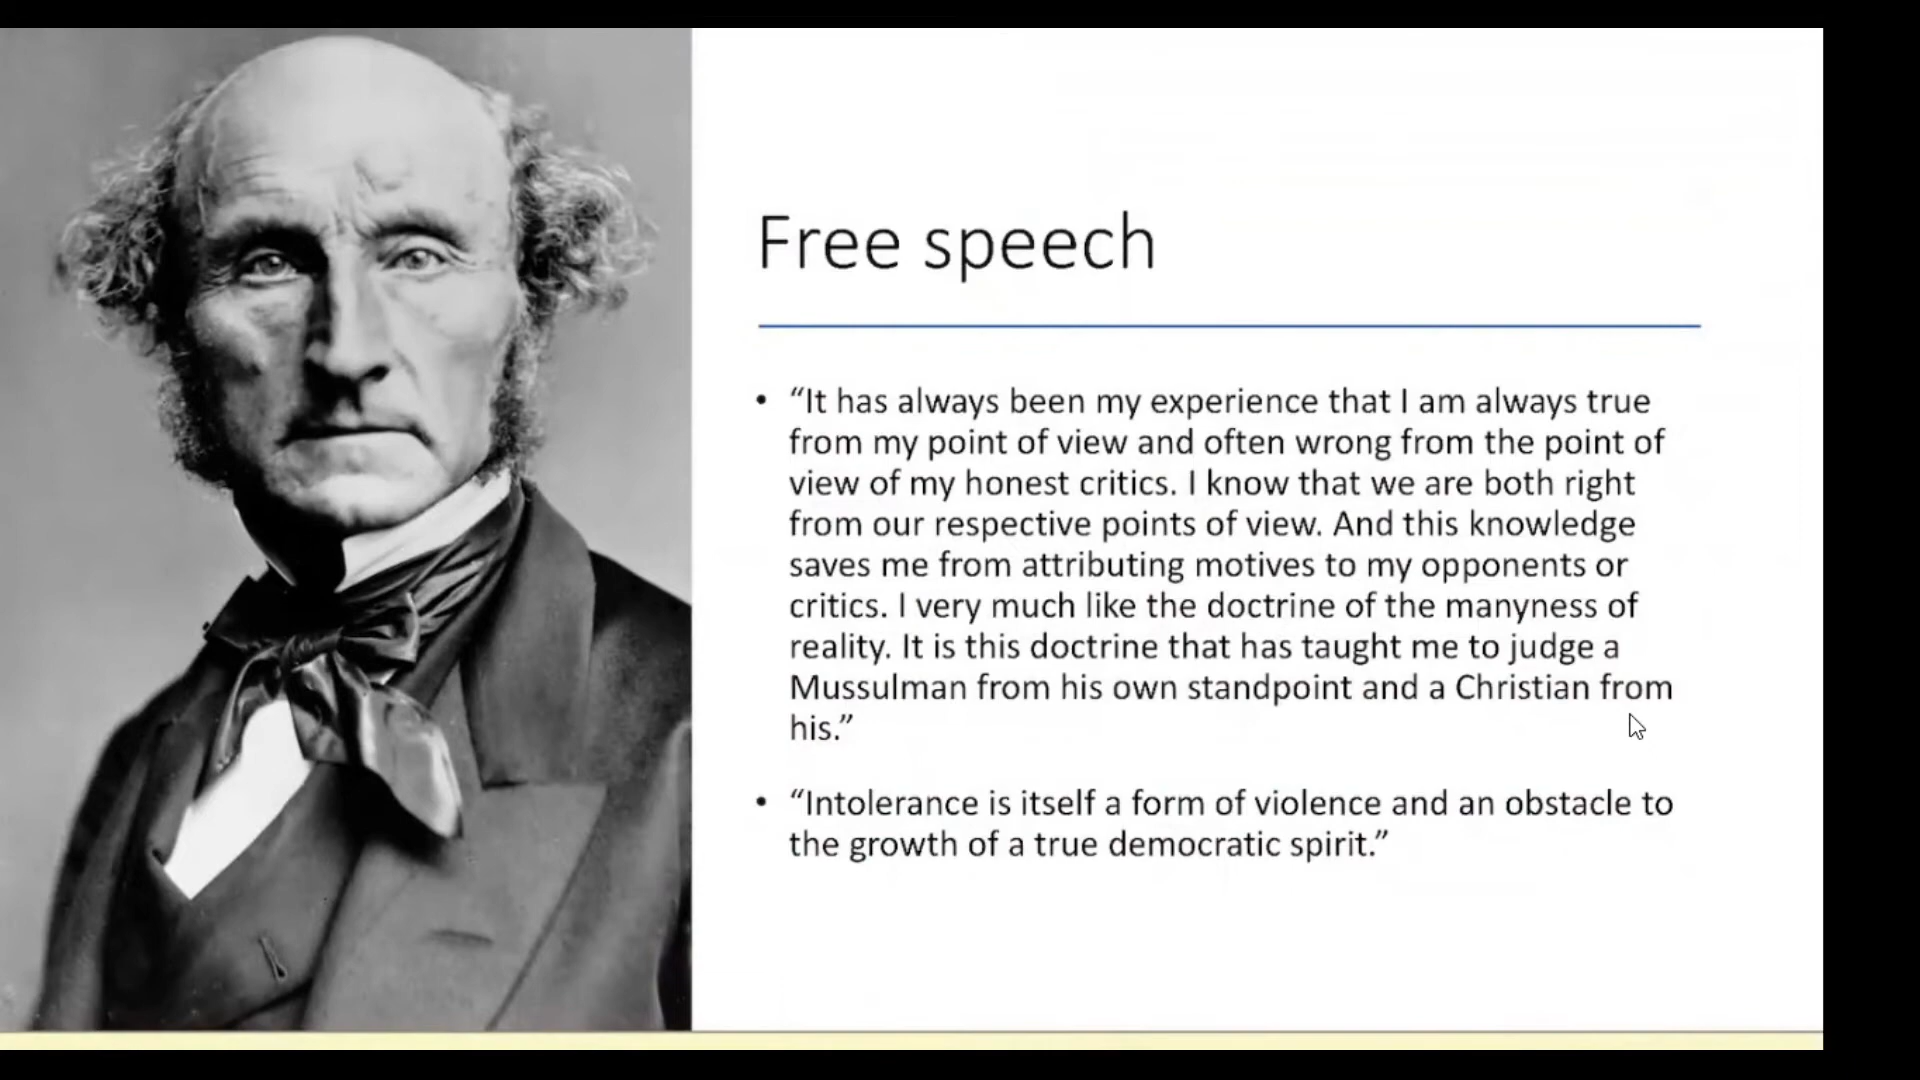 Free speech
• “It has always been my experience that I am always true
from my point of view and often wrong from the point of
view of my honest critics. I know that we are both right
from our respective points of view. And this knowledge
saves me from attributing motives to my opponents or
critics. I very much like the doctrine of the manyness of
reality. It is this doctrine that has taught me to judge a
Mussulman from his own standpoint and a Christian from
his.”
• “Intolerance is itself a form of violence and an obstacle to
the growth of a true democratic spirit.”